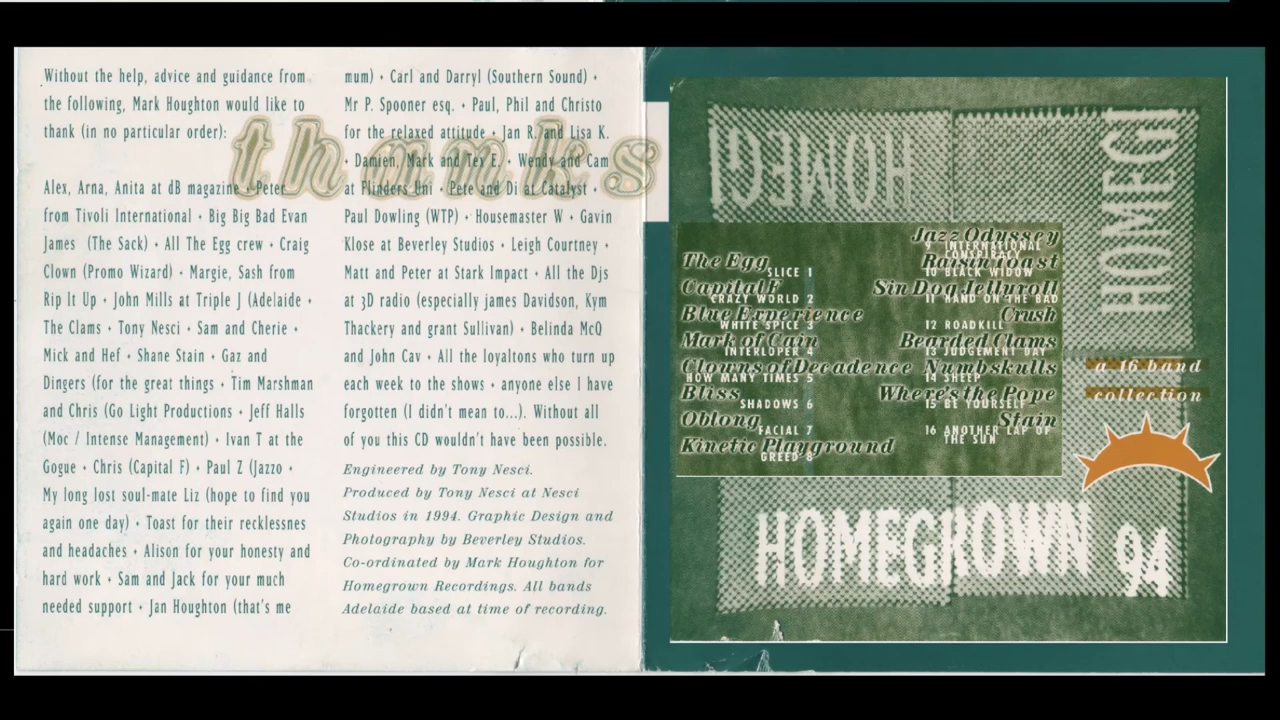 Without the help, advice and guidance from
the following, Mark Houghton would like to
thank (in no particular order):
thanks
Alex, Arna, Anita at dB magazine • Peter
from Tivoli International • Big Big Bad Evan
James (The Sack) • All The Egg crew • Craig
Clown (Promo Wizard) • Margie, Sash from
Rip It Up • John Mills at Triple J (Adelaide •
The Clams • Tony Nesci • Sam and Cherie •
Mick and Hef • Shane Stain • Gaz and
Dingers (for the great things • Tim Marshman
and Chris (Go Light Productions • Jeff Halls
(Moc / Intense Management) • Ivan T at the
Gogue • Chris (Capital F) • Paul Z (Jazzo •
My long lost soul-mate Liz (hope to find you
again one day) • Toast for their recklessnes
and headaches • Alison for your honesty and
hard work • Sam and Jack for your much
needed support • Jan Houghton (that's me
mum) • Carl and Darryl (Southern Sound) •
Mr P. Spooner esq. • Paul, Phil and Christo
for the relaxed attitude • Jan R. and Lisa K.
• Damien, Mark and Tex E. • Wendy and Cam
at Flinders Uni • Pete and Di at Catalyst •
Paul Dowling (WTP) • Housemaster W • Gavin
Klose at Beverley Studios • Leigh Courtney •
Matt and Peter at Stark Impact • All the Djs
at 3D radio (especially james Davidson, Kym
Thackery and grant Sullivan) • Belinda McQ
and John Cav • All the loyaltons who turn up
each week to the shows • anyone else I have
forgotten (I didn't mean to...). Without all
of you this CD wouldn't have been possible.
Engineered by Tony Nesci.
Produced by Tony Nesci at Nesci
Studios in 1994. Graphic Design and
Photography by Beverley Studios.
Co-ordinated by Mark Houghton for
Homegrown Recordings. All bands
Adelaide based at time of recording.
HOMEG
HOMEG
The Egg
SLICE 1
Capital F
CRAZY WORLD 2
Blue Experience
WHITE SPICE 3
Mark of Cain
INTERLOPER 4
Clowns of Decadence
HOW MANY TIMES 5
Bliss
SHADOWS 6
Oblong
FACIAL 7
Kinetic Playground
GREED 8
Jazz Odyssey
9 INTERNATIONAL
CONSPIRACY
Raisin Toast
10 BLACK WIDOW
Sin Dog Jellyroll
11 HAND ON THE BAD
Crush
12 ROADKILL
Bearded Clams
13 JUDGEMENT DAY
Numbskulls
14 SHEEP
Where's the Pope
15 BE YOURSELF
Stain
16 ANOTHER LAP OF
THE SUN
a 16 band
collection
HOMEGROWN 94